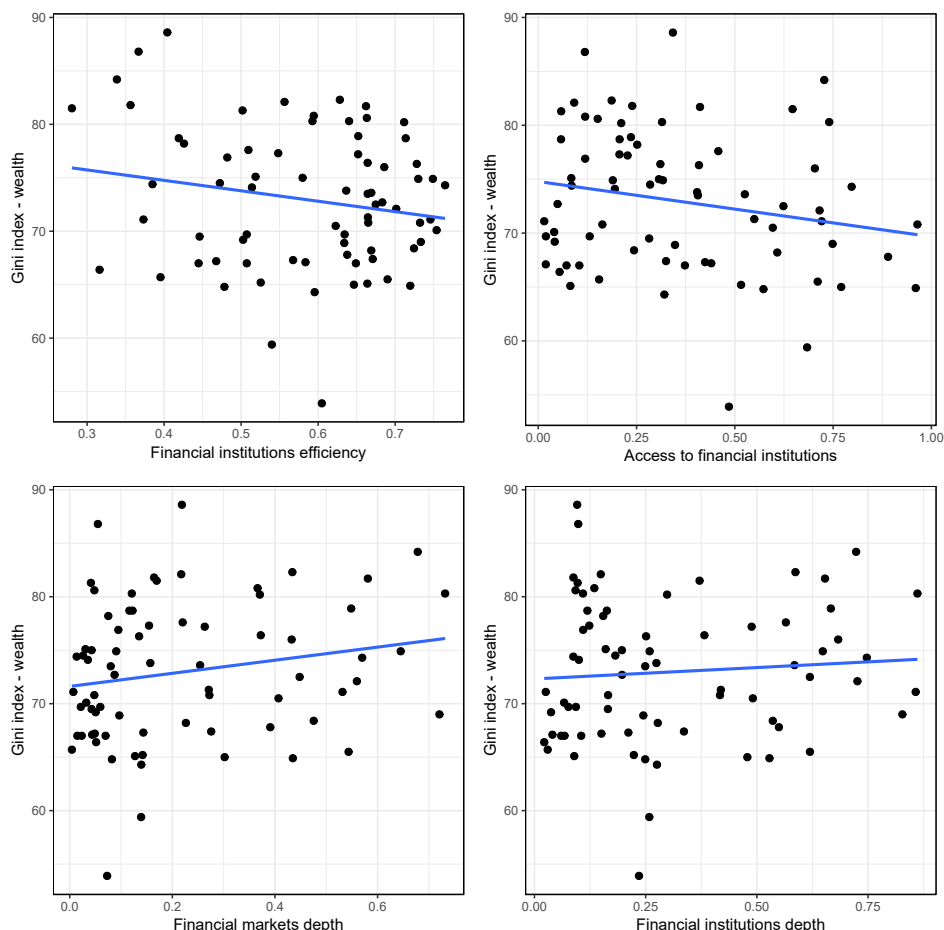 90
80
70
60
Gini index - wealth
0.3 0.4 0.5 0.6 0.7
Financial institutions efficiency
90
80
70
60
Gini index - wealth
0.00 0.25 0.50 0.75 1.00
Access to financial institutions
90
80
70
60
Gini index - wealth
0.0 0.2 0.4 0.6
Financial markets depth
90
80
70
60
Gini index - wealth
0.00 0.25 0.50 0.75
Financial institutions depth